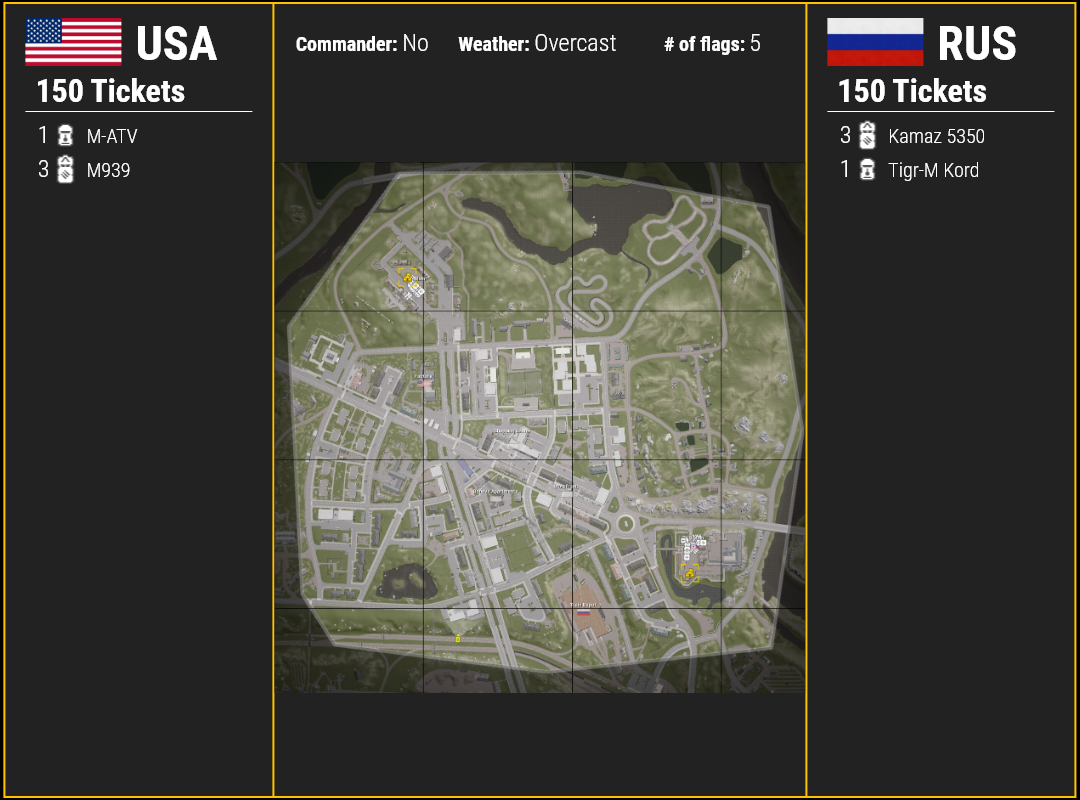 USA
150 Tickets
1 M-ATV
3 M939
Commander: No Weather: Overcast # of flags: 5
RUS
150 Tickets
3 Kamaz 5350
1 Tigr-M Kord